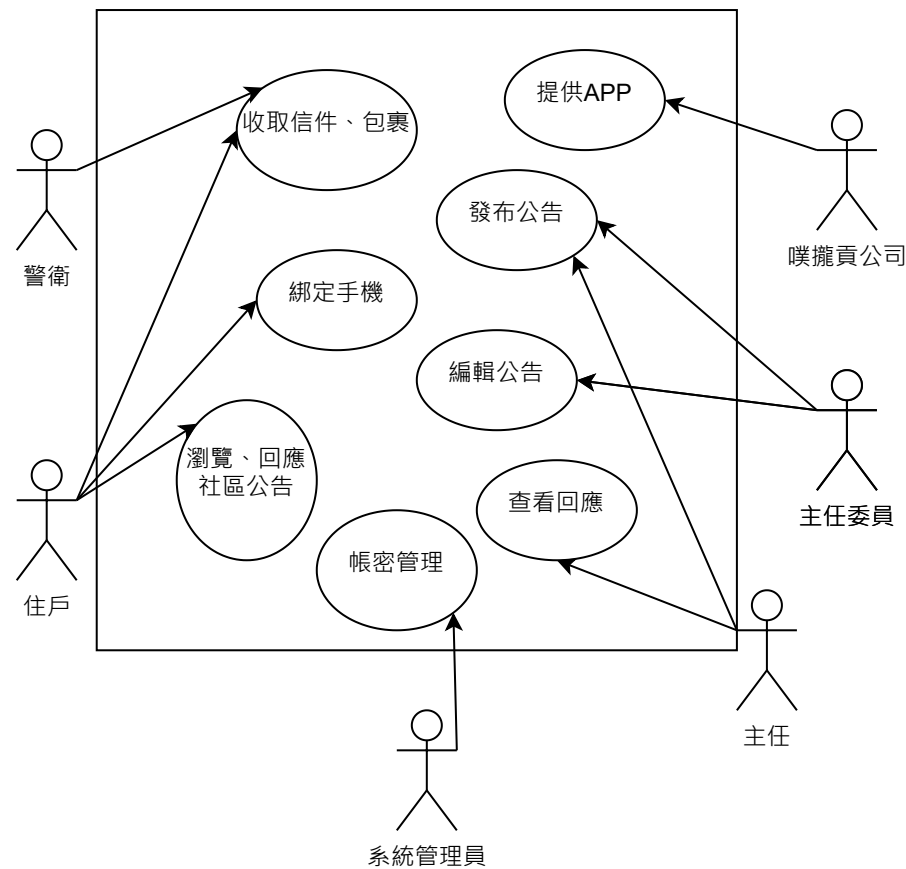 提供APP
收取信件、包裹
發布公告
噗攏貢公司
警衛
綁定手機
編輯公告
瀏覽、回應
社區公告
查看回應
主任委員
帳密管理
住戶
主任
系統管理員